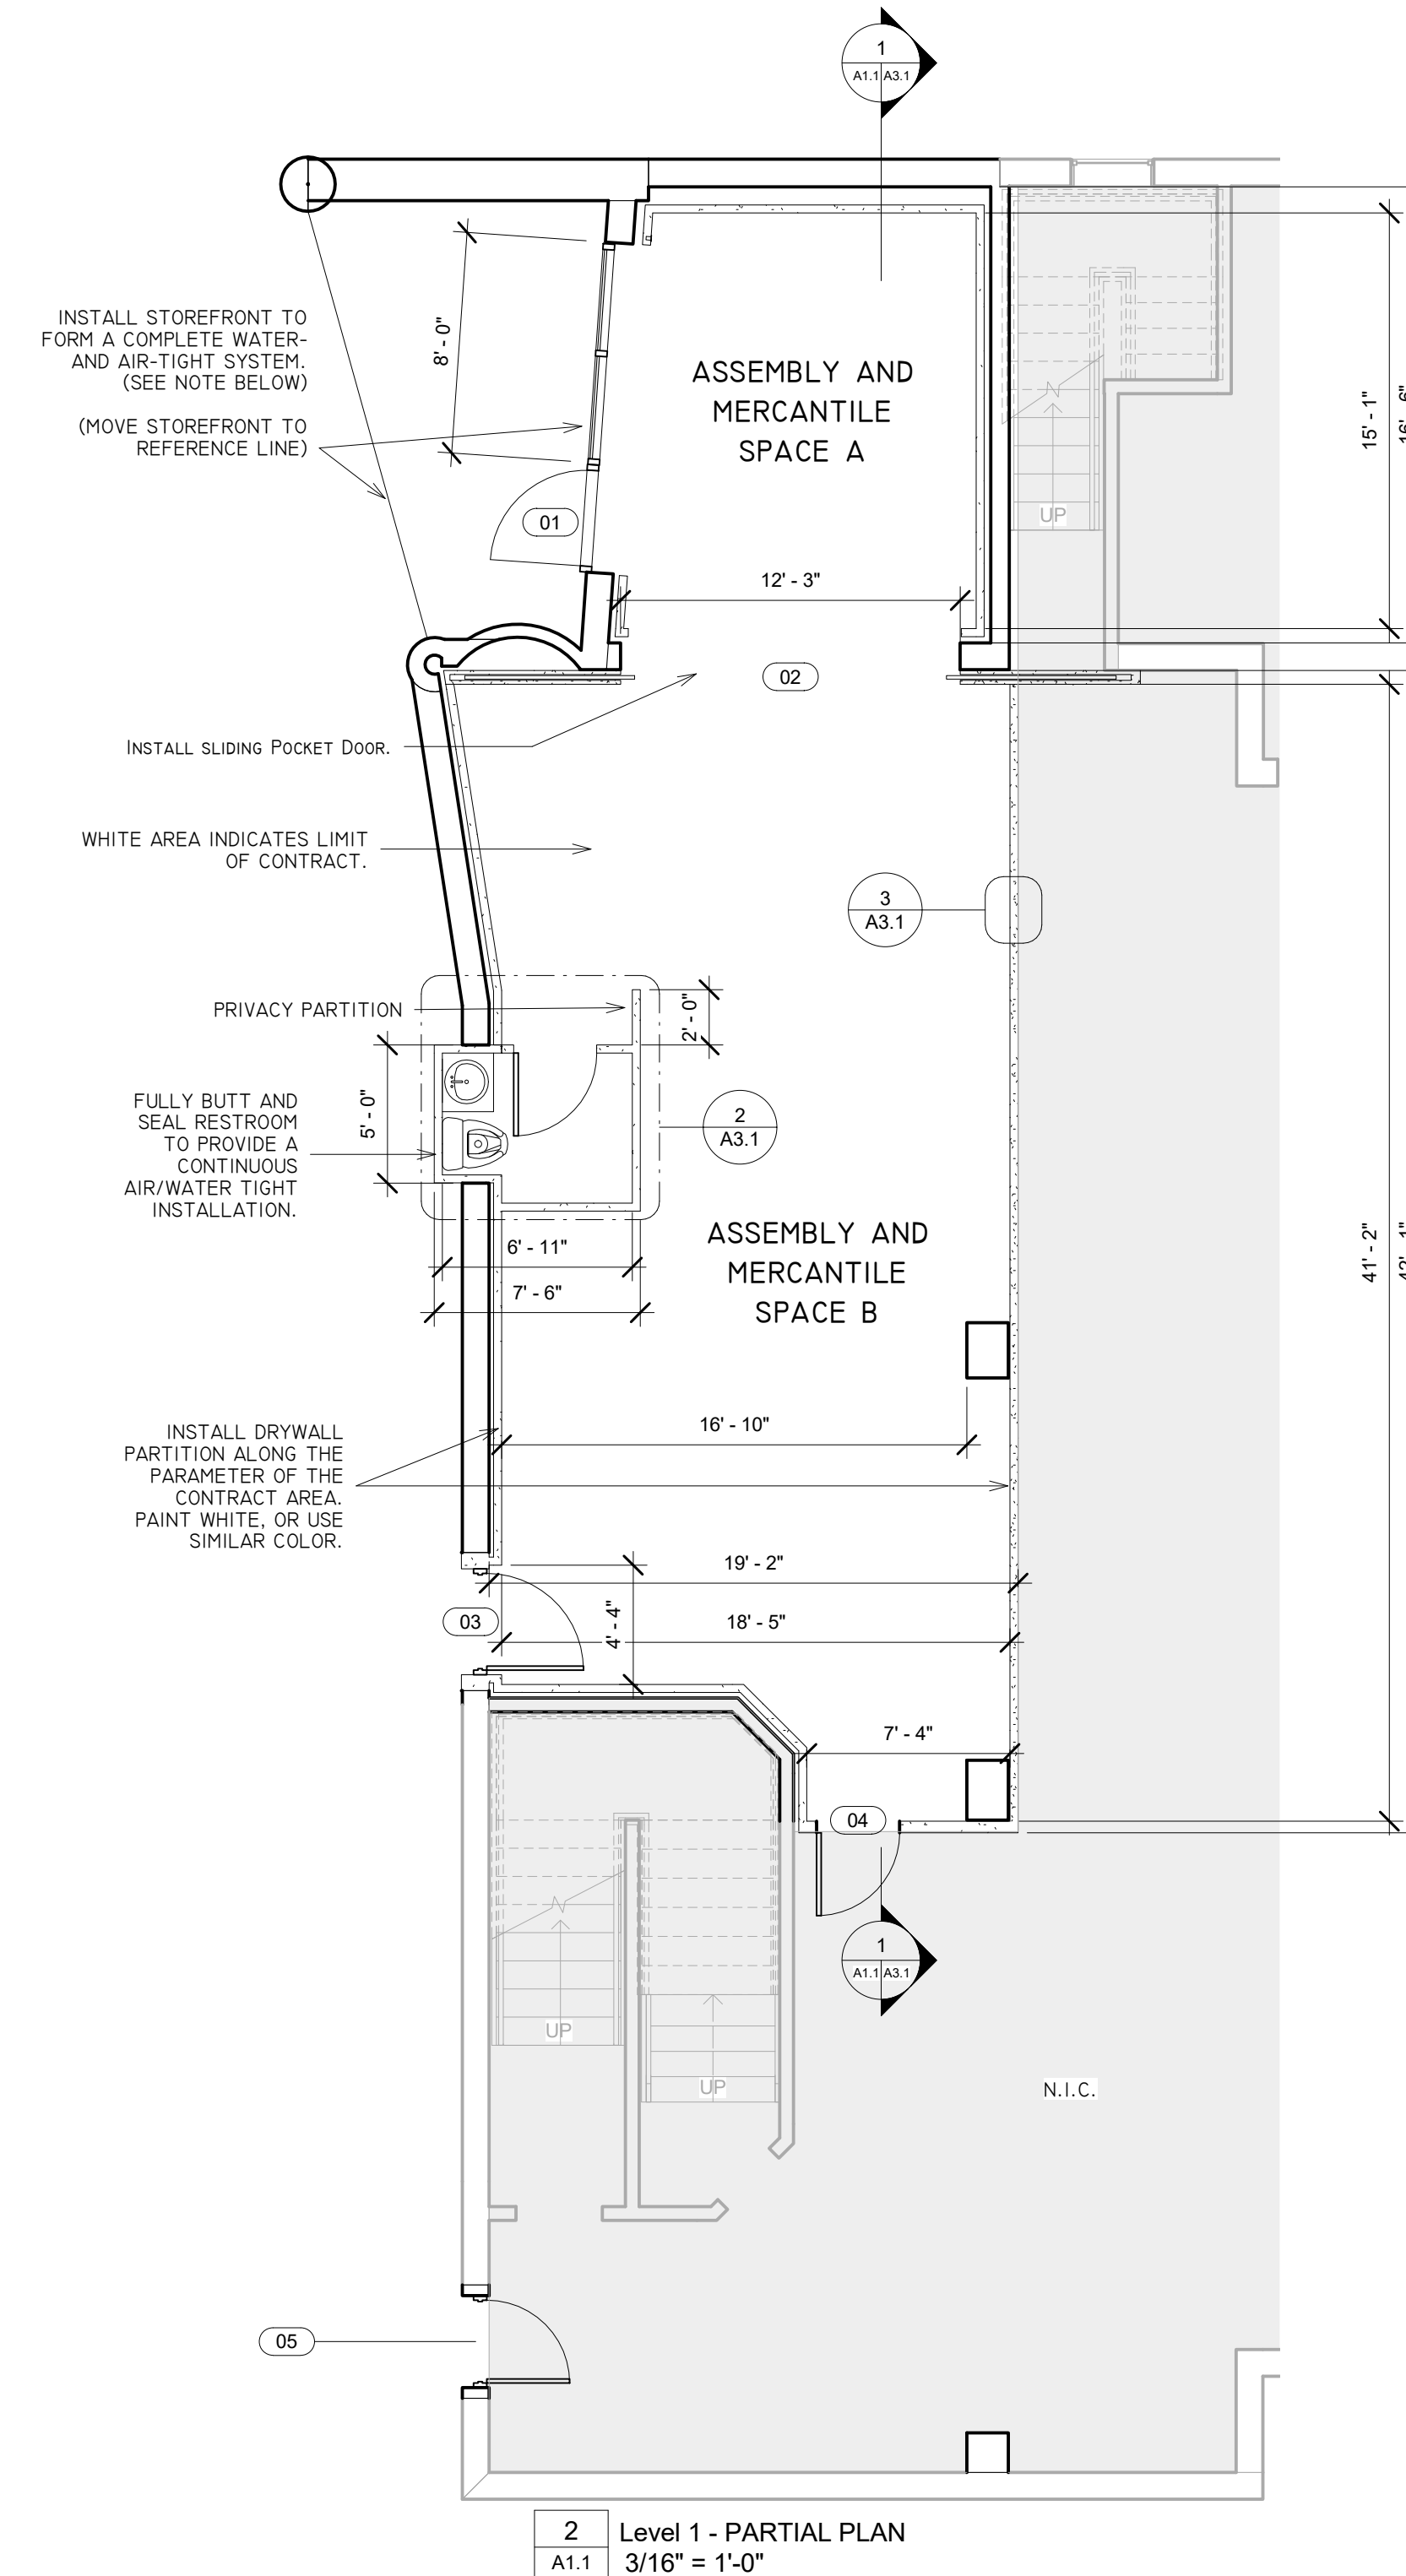 1
A1.1 A3.1
INSTALL STOREFRONT TO
FORM A COMPLETE WATER-
AND AIR-TIGHT SYSTEM.
(SEE NOTE BELOW)
(MOVE STOREFRONT TO
REFERENCE LINE)
8' - 0"
ASSEMBLY AND
MERCANTILE
SPACE A
15' - 1"
UP
01
12' - 3"
02
INSTALL SLIDING POCKET DOOR.
WHITE AREA INDICATES LIMIT
OF CONTRACT.
3
A3.1
PRIVACY PARTITION
2' - 0"
5' - 0"
FULLY BUTT AND
SEAL RESTROOM
TO PROVIDE A
CONTINUOUS
AIR/WATER TIGHT
INSTALLATION.
2
A3.1
6' - 11"
7' - 6"
ASSEMBLY AND
MERCANTILE
SPACE B
41' - 2"
16' - 10"
INSTALL DRYWALL
PARTITION ALONG THE
PARAMETER OF THE
CONTRACT AREA.
PAINT WHITE, OR USE
SIMILAR COLOR.
19' - 2"
03
4' - 4"
18' - 5"
7' - 4"
04
1
A1.1 A3.1
UP
UP
N.I.C.
05
2
A1.1
Level 1 - PARTIAL PLAN
3/16" = 1'-0"